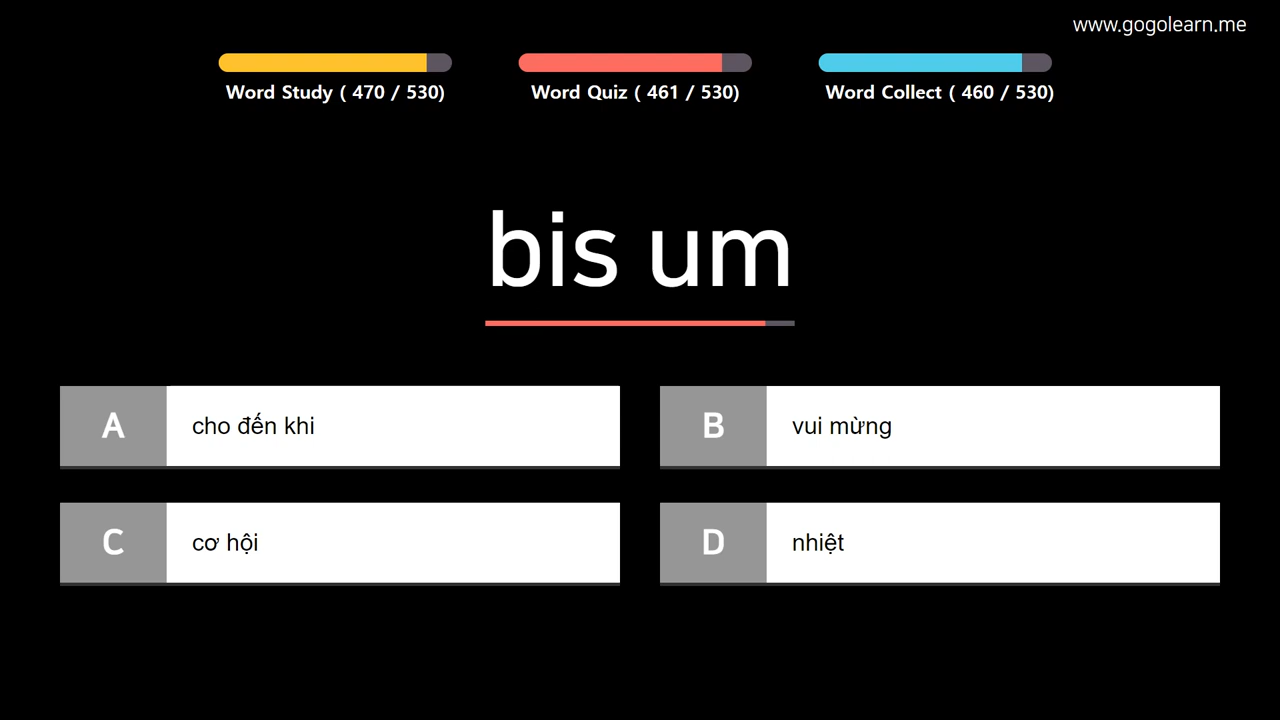 www.gogolearn.me
Word Study ( 470 / 530)
Word Quiz ( 461 / 530)
Word Collect ( 460 / 530)
bis um
A
cho đến khi
B
vui mừng
C
cơ hội
D
nhiệt